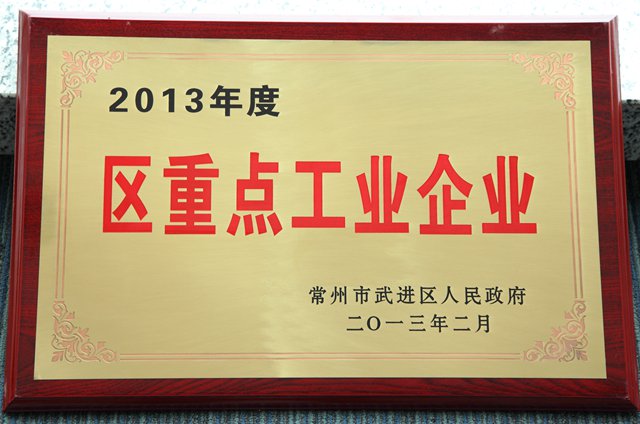 2013年度
区重点工业企业
常州市武进区人民政府
二〇一三年二月